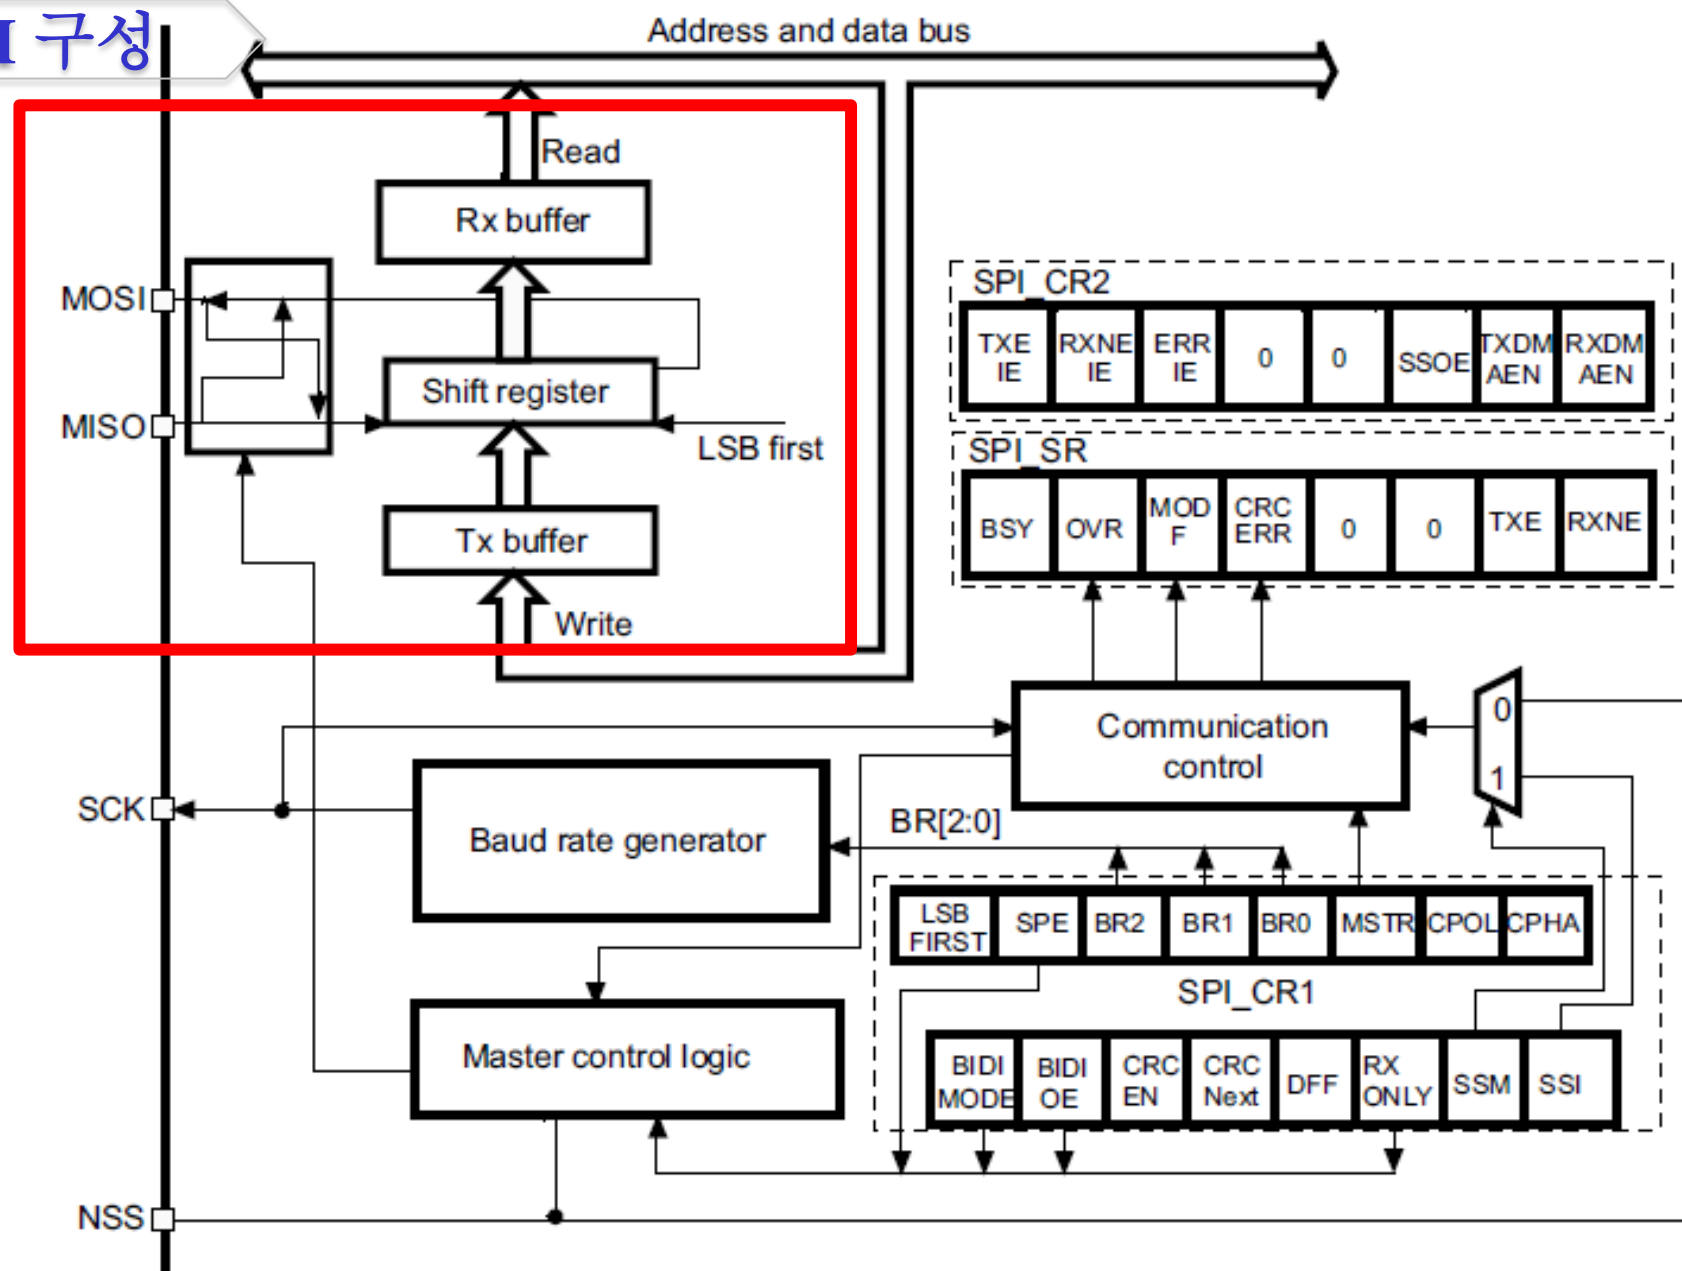 I 구성
Address and data bus
Read
Rx buffer
MOSI
Shift register
MISO
LSB first
Tx buffer
Write
SPI_CR2
TXE
IE
RXNE
IE
ERR
IE
0
0
SSOE
TXDM
AEN
RXDM
AEN
SPI_SR
BSY
OVR
MOD
F
CRC
ERR
0
0
TXE
RXNE
Communication
control
0
1
SCK
Baud rate generator
BR[2:0]
LSB
FIRST
SPE
BR2
BR1
BR0
MSTR
CPOL
CPHA
SPI_CR1
Master control logic
BIDI
MODE
BIDI
OE
CRC
EN
CRC
Next
DFF
RX
ONLY
SSM
SSI
NSS